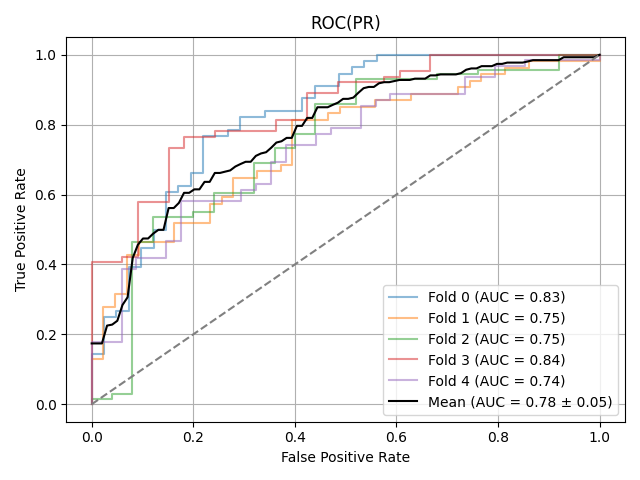 ROC(PR)
True Positive Rate
1.0
0.8
0.6
0.4
0.2
0.0
Fold 0 (AUC = 0.83)
Fold 1 (AUC = 0.75)
Fold 2 (AUC = 0.75)
Fold 3 (AUC = 0.84)
Fold 4 (AUC = 0.74)
Mean (AUC = 0.78 ± 0.05)
0.0 0.2 0.4 0.6 0.8 1.0
False Positive Rate